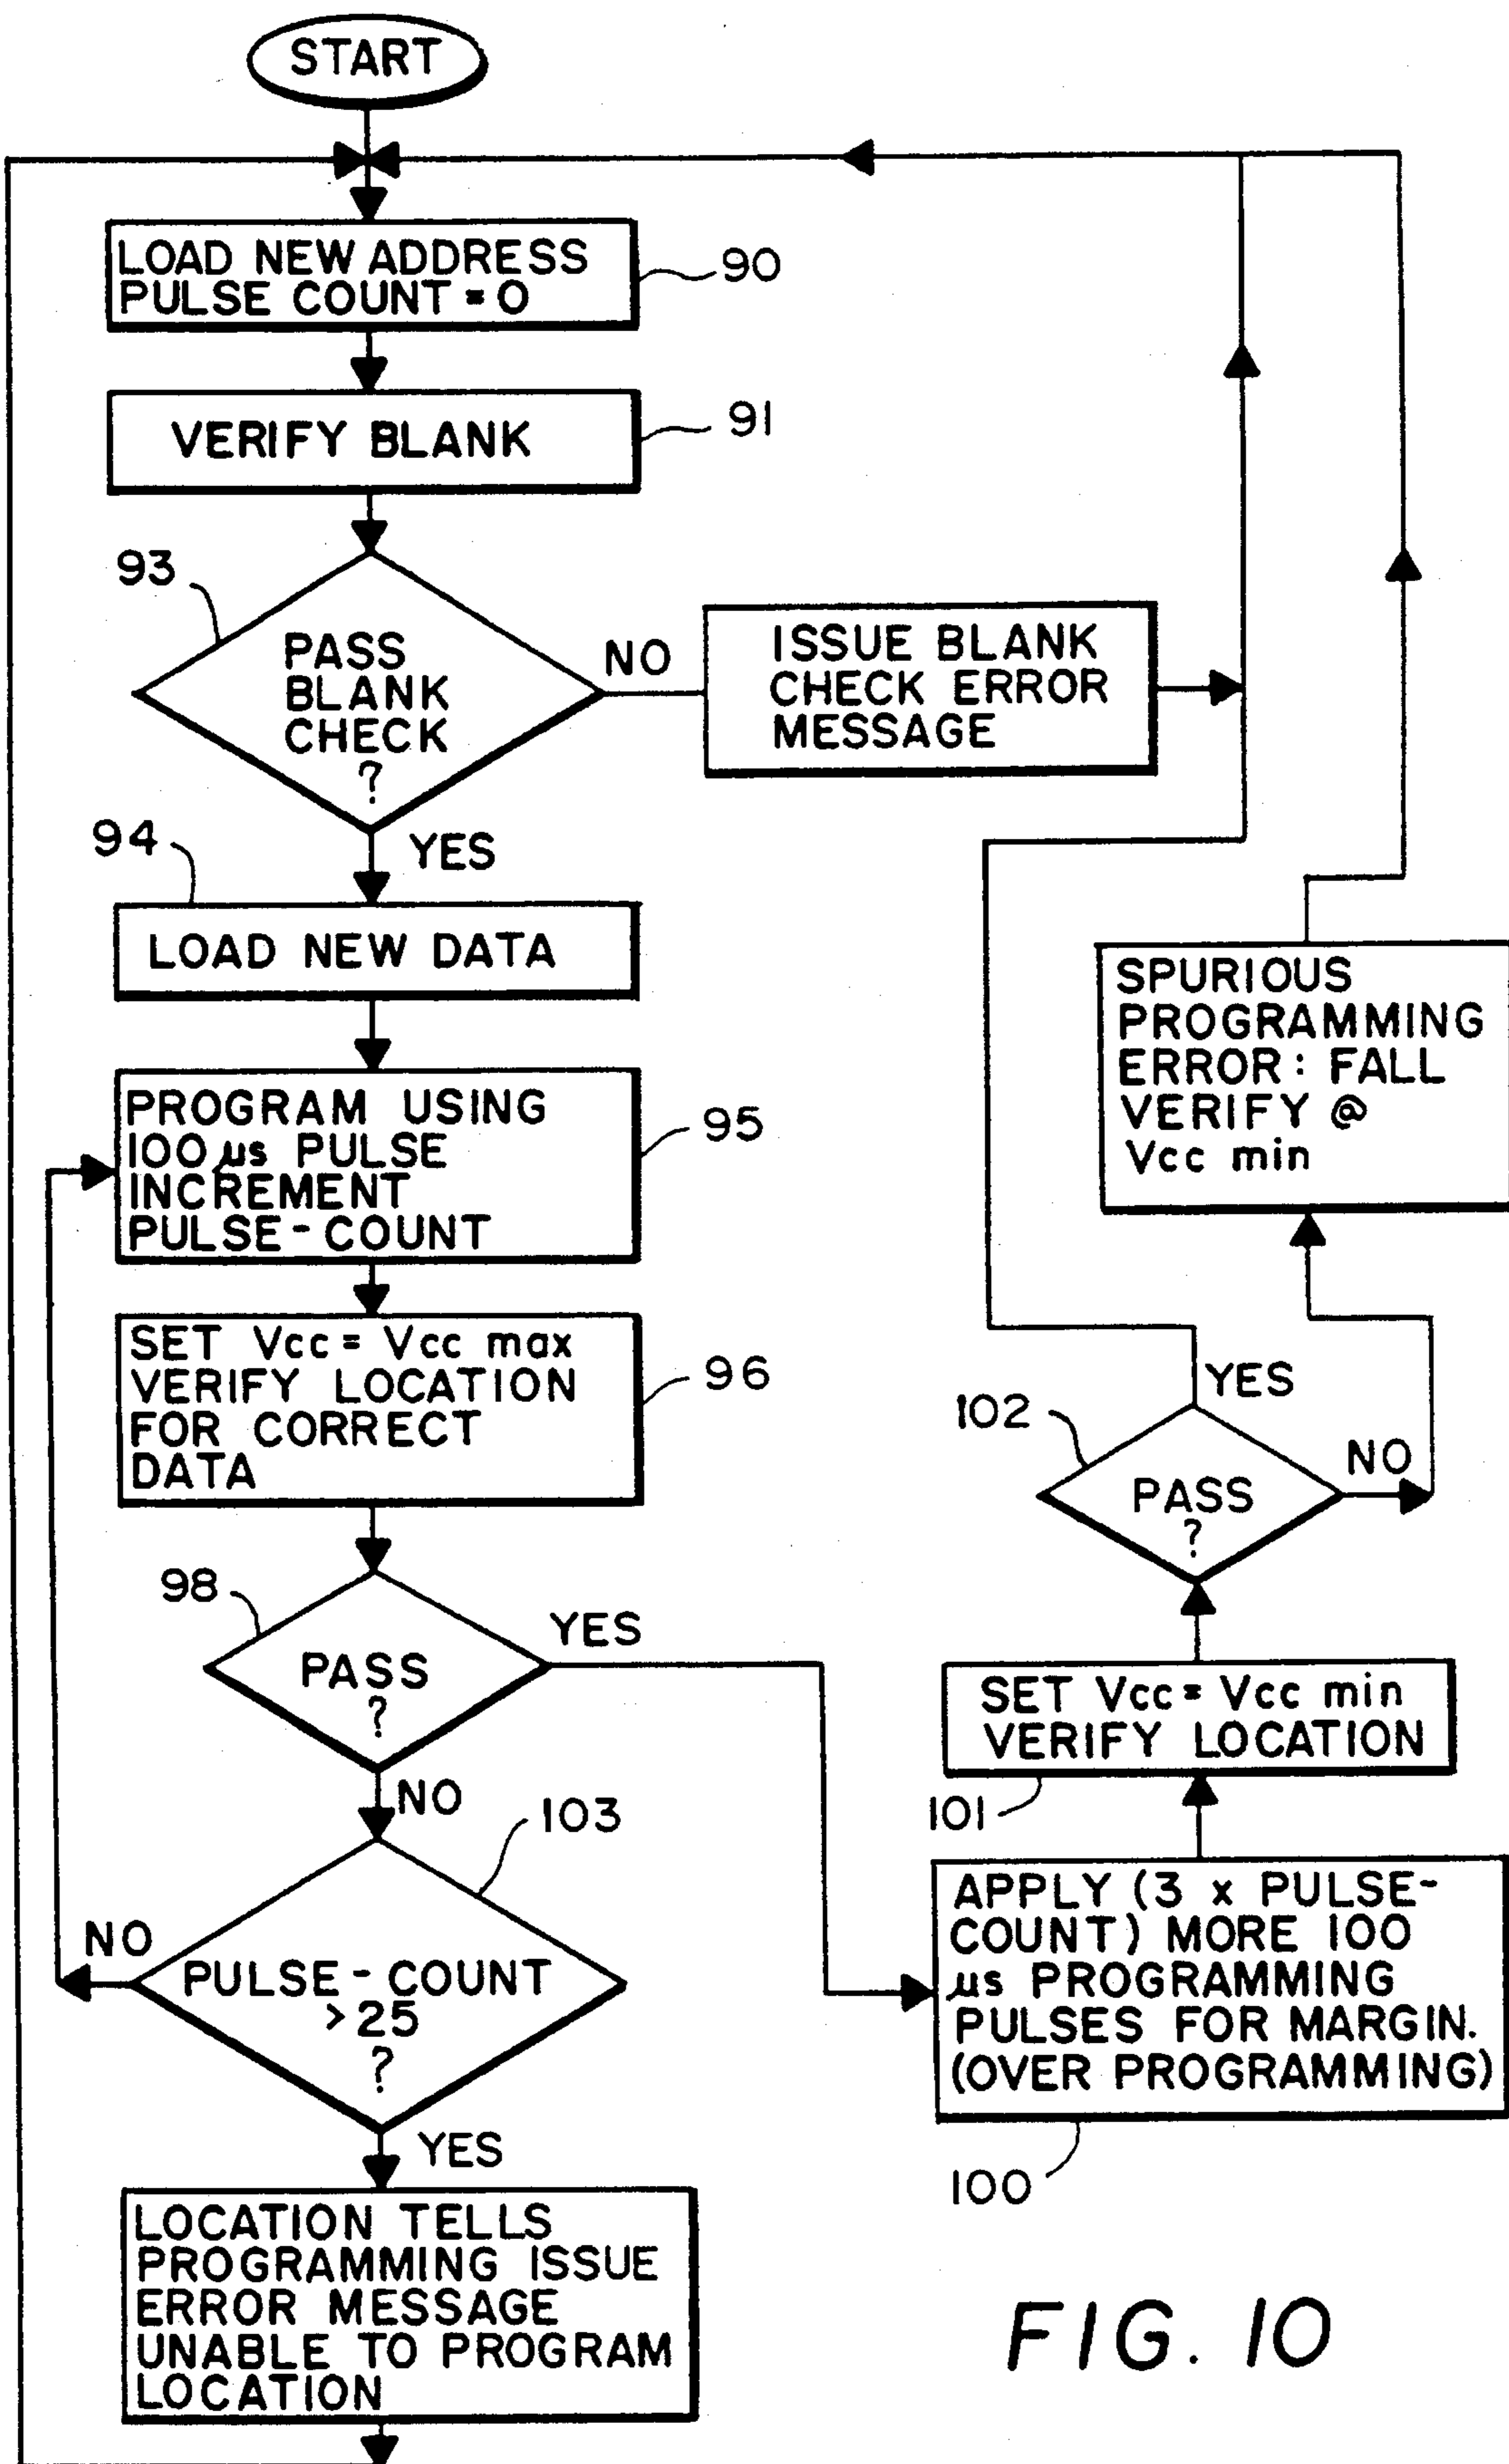 START
LOAD NEW ADDRESS
PULSE COUNT = 0
90
VERIFY BLANK
91
93
PASS
BLANK
CHECK
?
NO
ISSUE BLANK
CHECK ERROR
MESSAGE
YES
94
LOAD NEW DATA
PROGRAM USING
100 µs PULSE
INCREMENT
PULSE-COUNT
95
SET Vcc = Vcc max
VERIFY LOCATION
FOR CORRECT
DATA
96
98
PASS
?
YES
NO
103
PULSE-COUNT
>25
?
NO
YES
LOCATION TELLS
PROGRAMMING ISSUE
ERROR MESSAGE
UNABLE TO PROGRAM
LOCATION
SPURIOUS
PROGRAMMING
ERROR: FALL
VERIFY @
Vcc min
YES
102
PASS
?
NO
SET Vcc = Vcc min
VERIFY LOCATION
101
APPLY (3 x PULSE-
COUNT) MORE 100
µs PROGRAMMING
PULSES FOR MARGIN.
(OVER PROGRAMMING)
100
FIG. 10